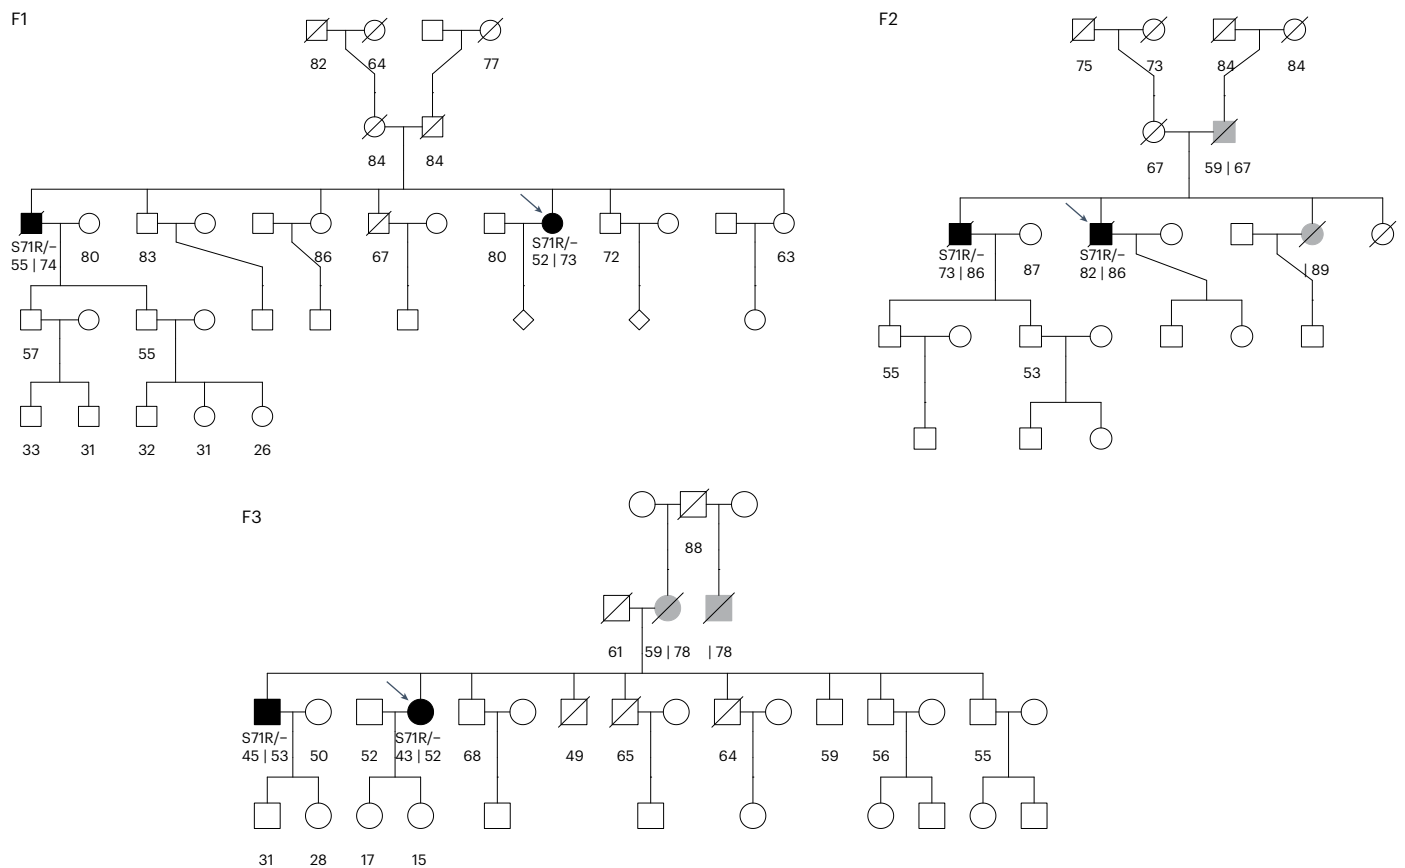 F1
82 64 77
84 84
S71R/–
55 | 74 80 83 86 67 80 S71R/–
52 | 73 72 63
57 55
33 31 32 31 26
F2
75 73 84 84
67 59 | 67
S71R/–
73 | 86 87 S71R/–
82 | 86 | 89
55 53
F3
88
61 59 | 78 | 78
S71R/– S71R/–
45 | 53 50 52 43 | 52 68 49 65 64 59 56 55
31 28 17 15